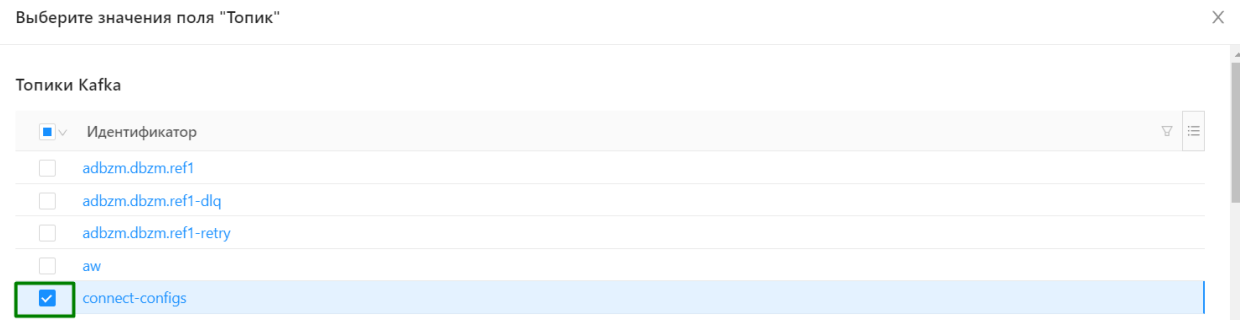 Выберите значения поля "Топик"
Топики Kafka
Идентификатор
adbzm.dbzm.ref1
adbzm.dbzm.ref1-dlq
adbzm.dbzm.ref1-retry
aw
connect-configs